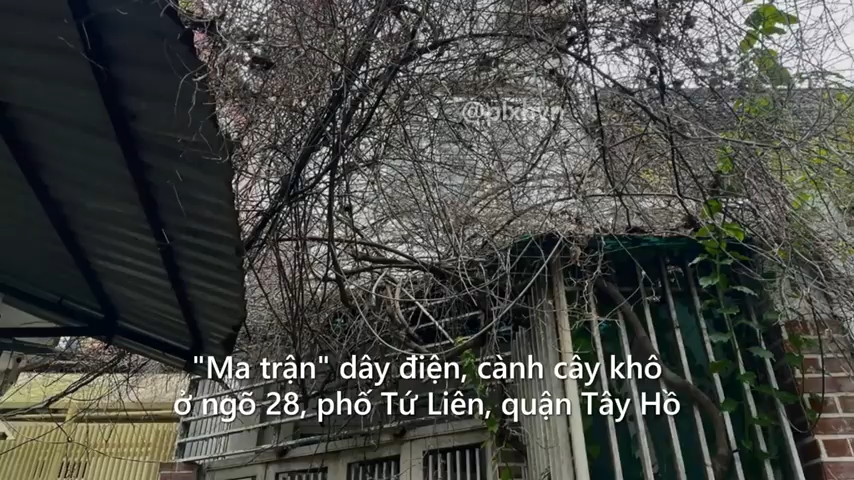 "Ma trận" dây điện, cành cây khô
ở ngõ 28, phố Tứ Liên, quận Tây Hồ